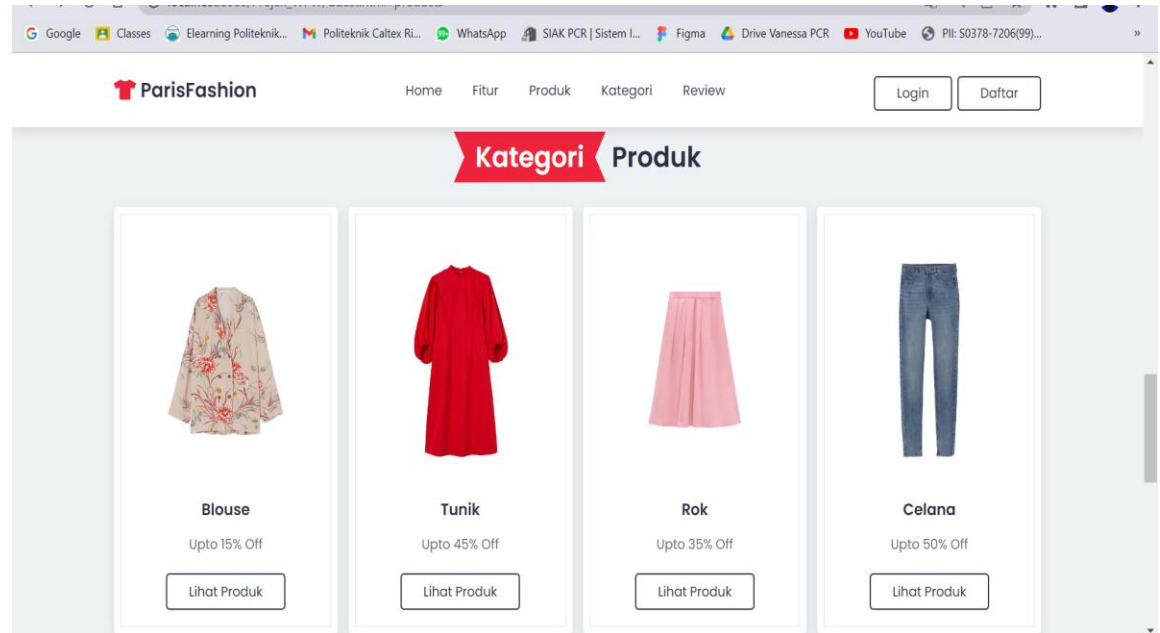 Google Classes Elearning Politeknik... Politeknik Caltex Ri... WhatsApp SIAK PCR | Sistem I... Figma Drive Vanessa PCR YouTube PII: S0378-7206(99)... »
ParisFashion Home Fitur Produk Kategori Review Login Daftar
Kategori Produk
Blouse Tunik Rok Celana
Upto 15% Off Upto 45% Off Upto 35% Off Upto 50% Off
Lihat Produk Lihat Produk Lihat Produk Lihat Produk